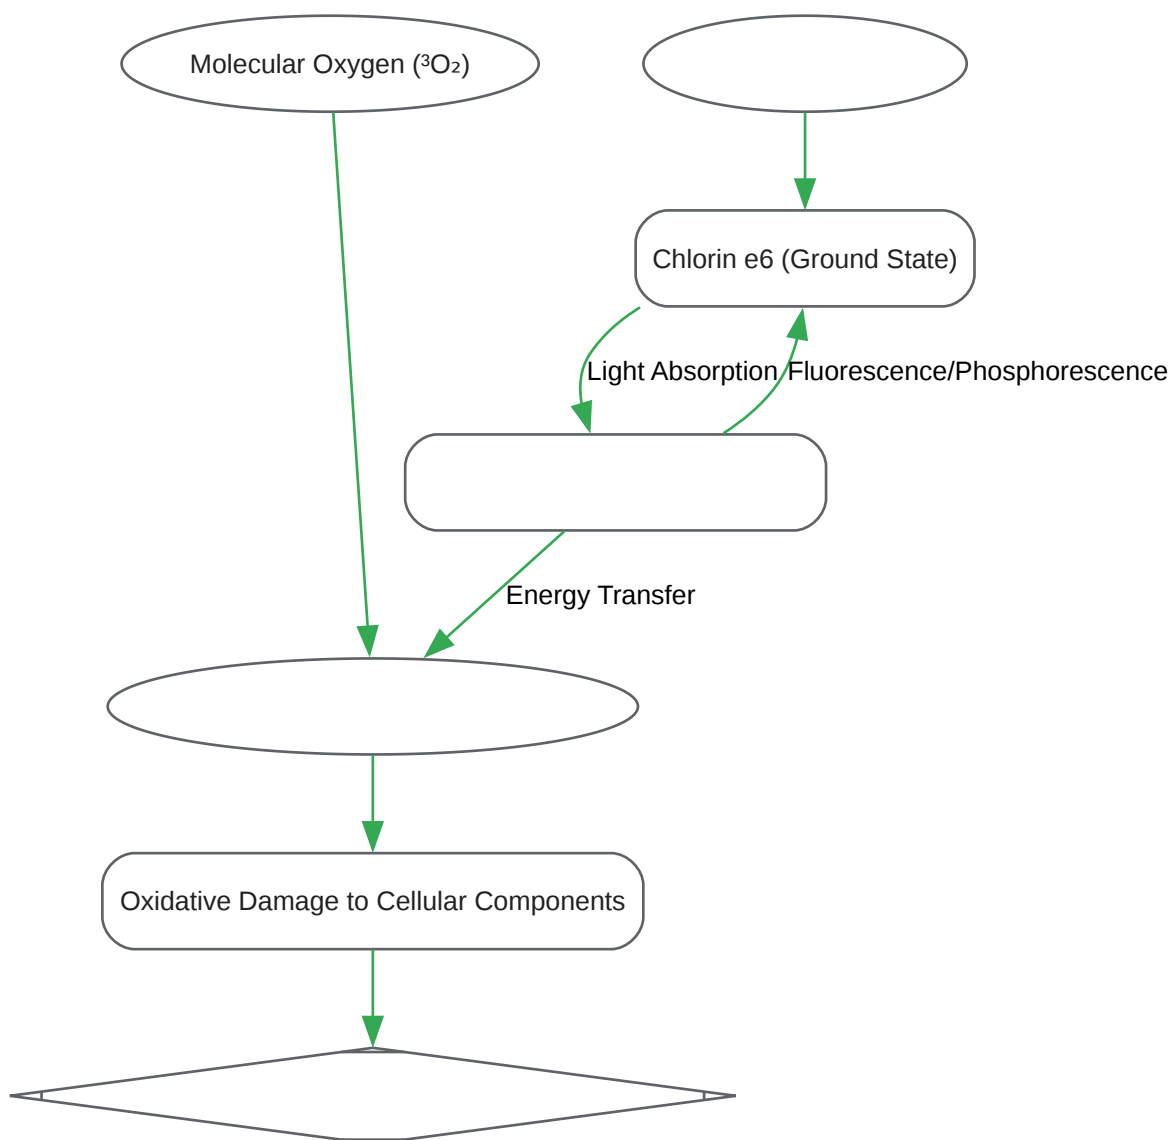 Molecular Oxygen (³O₂)
Chlorin e6 (Ground State)
Light Absorption
Fluorescence/Phosphorescence
Energy Transfer
Oxidative Damage to Cellular Components